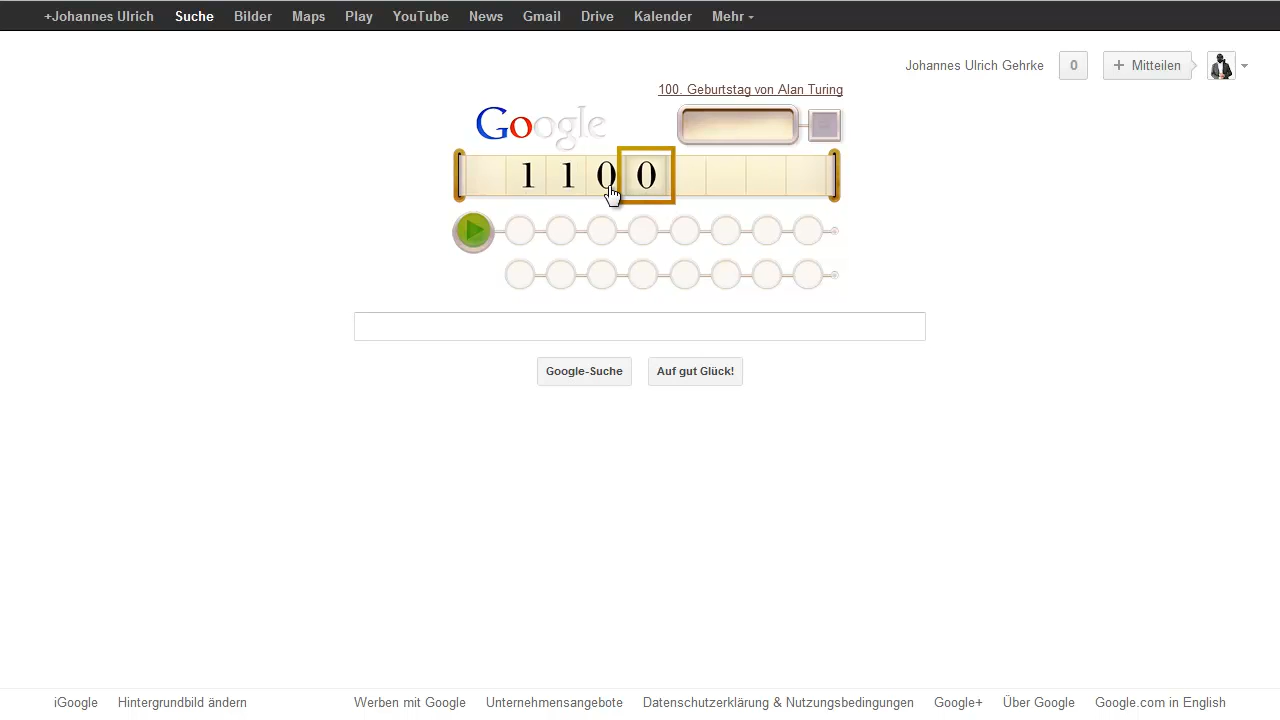 +Johannes Ulrich Suche Bilder Maps Play YouTube News Gmail Drive Kalender Mehr
Johannes Ulrich Gehrke 0 + Mitteilen
100. Geburtstag von Alan Turing
Google
1 1 0 0
Google-Suche Auf gut Glück!
iGoogle Hintergrundbild ändern Werben mit Google Unternehmensangebote Datenschutzerklärung & Nutzungsbedingungen Google+ Über Google Google.com in English